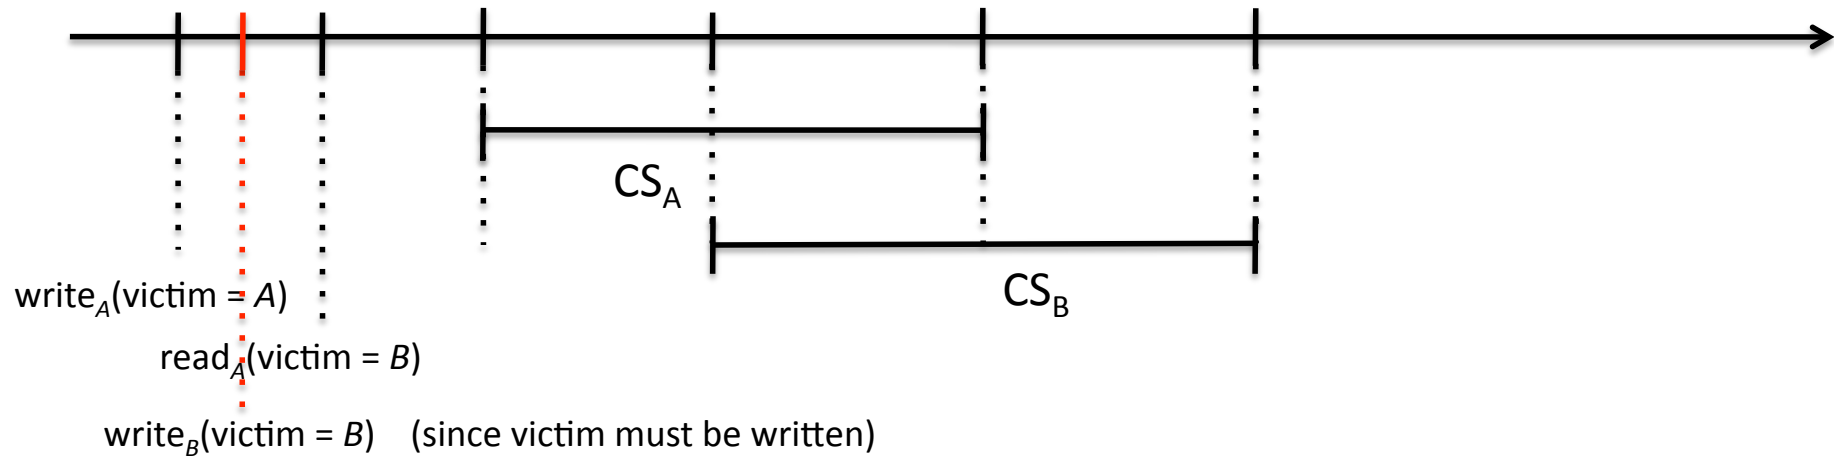 CS_A
CS_B
write_A(victim = A)
read_A(victim = B)
write_B(victim = B) (since victim must be written)